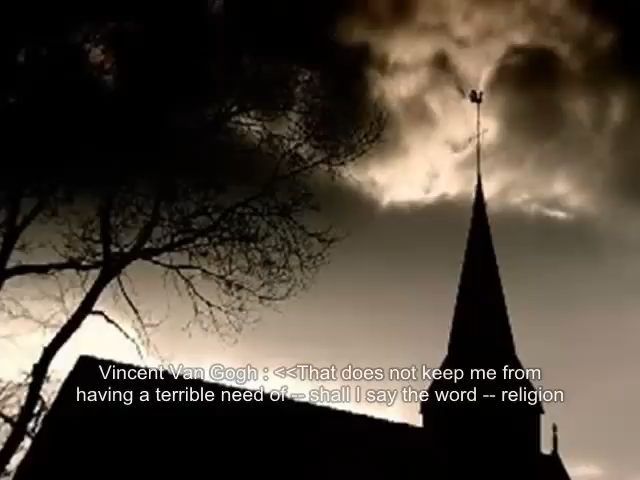 Vincent Van Gogh : <<That does not keep me from
having a terrible need of -- shall I say the word -- religion